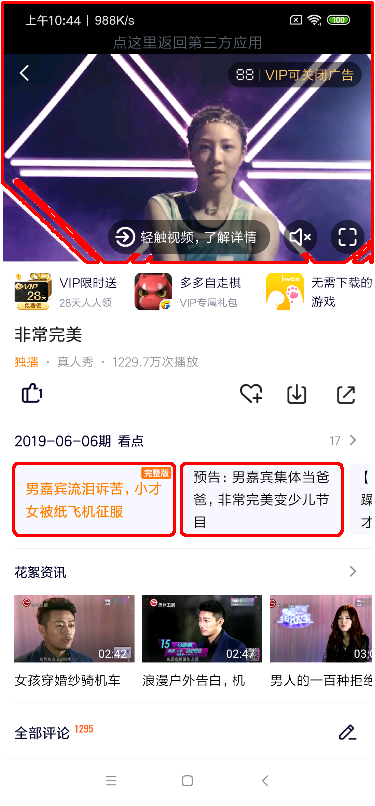 上午10:44 | 988K/s
100
点这里返回第三方应用
88 | VIP可关闭广告
轻触视频，了解详情
VIP限时送
28天人人领
VIP
28天
多多自走棋
VIP专属礼包
iwan
无需下载的
游戏
非常完美
独播 · 真人秀 · 1229.7万次播放
1
2019-06-06期 看点
17
完整版
男嘉宾流泪诉苦，小才
女被纸飞机征服
预告：男嘉宾集体当爸
爸，非常完美变少儿节
目
【
躁
才
花絮资讯
02:42
02:47
03:00
女孩穿婚纱骑机车
浪漫户外告白，机
男人的一百种拒绝
全部评论 1295